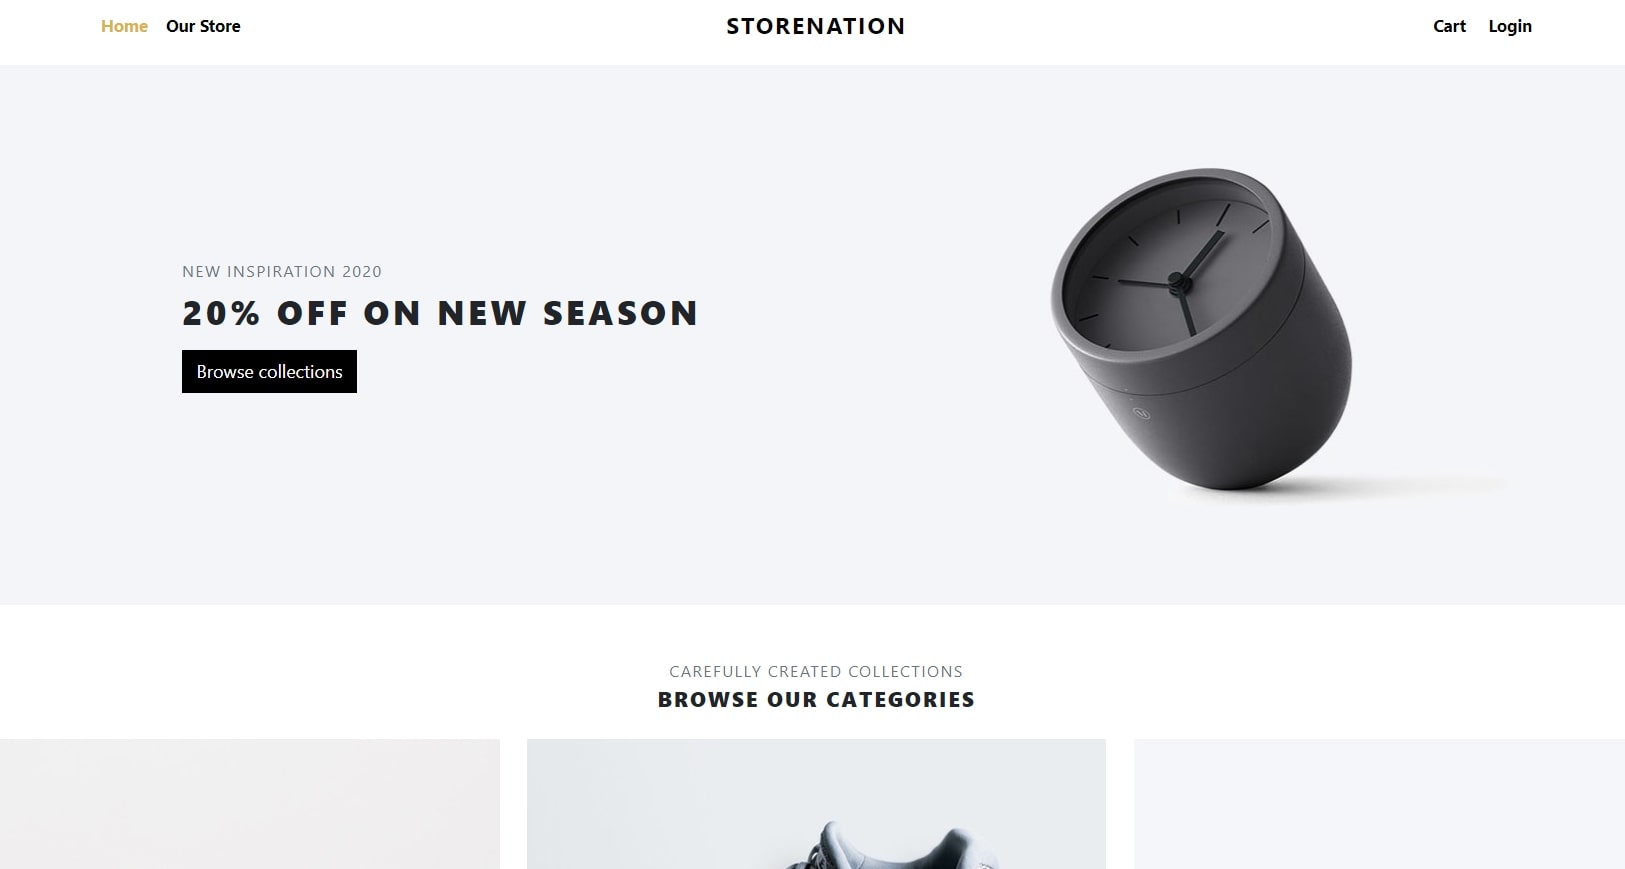 Home Our Store STORENATION Cart Login
NEW INSPIRATION 2020
20% OFF ON NEW SEASON
Browse collections
CAREFULLY CREATED COLLECTIONS
BROWSE OUR CATEGORIES